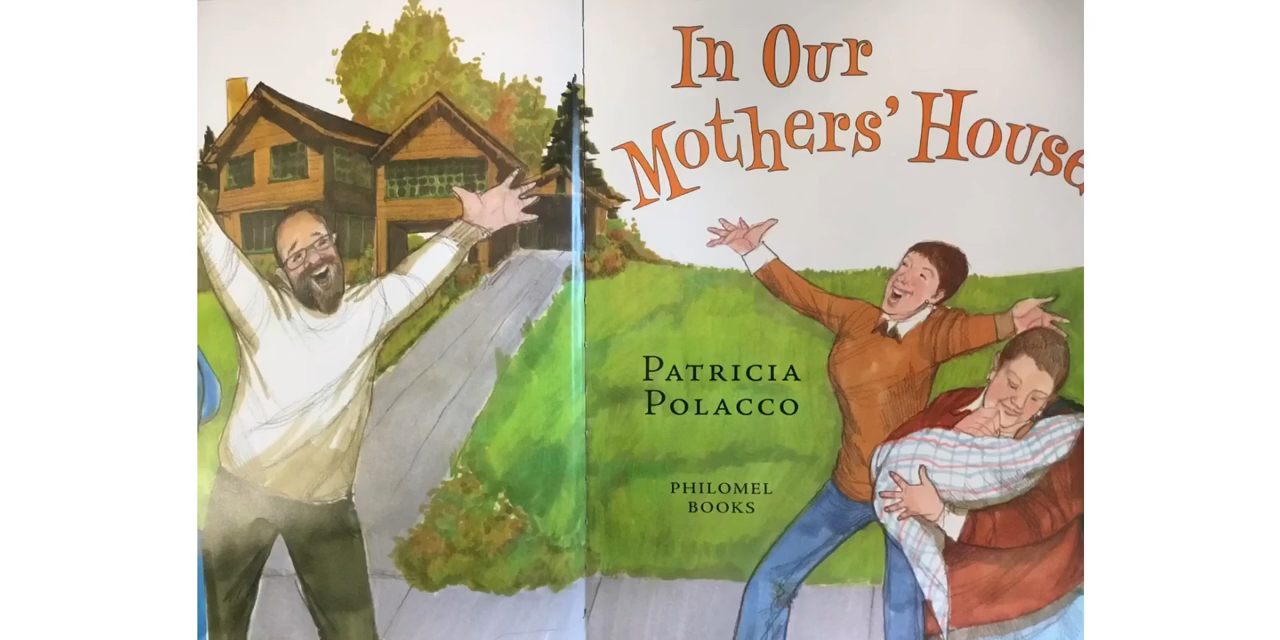 In Our
Mothers' House
PATRICIA
POLACCO
PHILOMEL
BOOKS